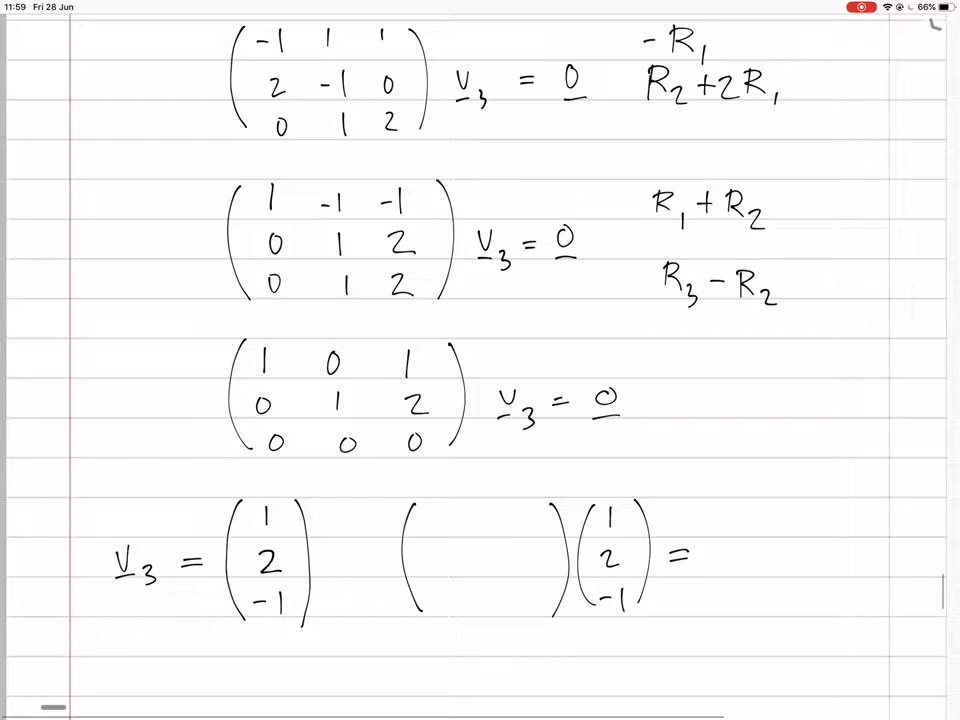 11:59 Fri 28 Jun 66%
-1 1 1 -R₁
2 -1 0 v₃ = 0 R₂+2R₁
0 1 2
1 -1 -1 R₁+R₂
0 1 2 v₃ = 0
0 1 2 R₃-R₂
1 0 1
0 1 2 v₃ = 0
0 0 0
v₃ = (1 2 -1) ( ) (1 2 -1) =